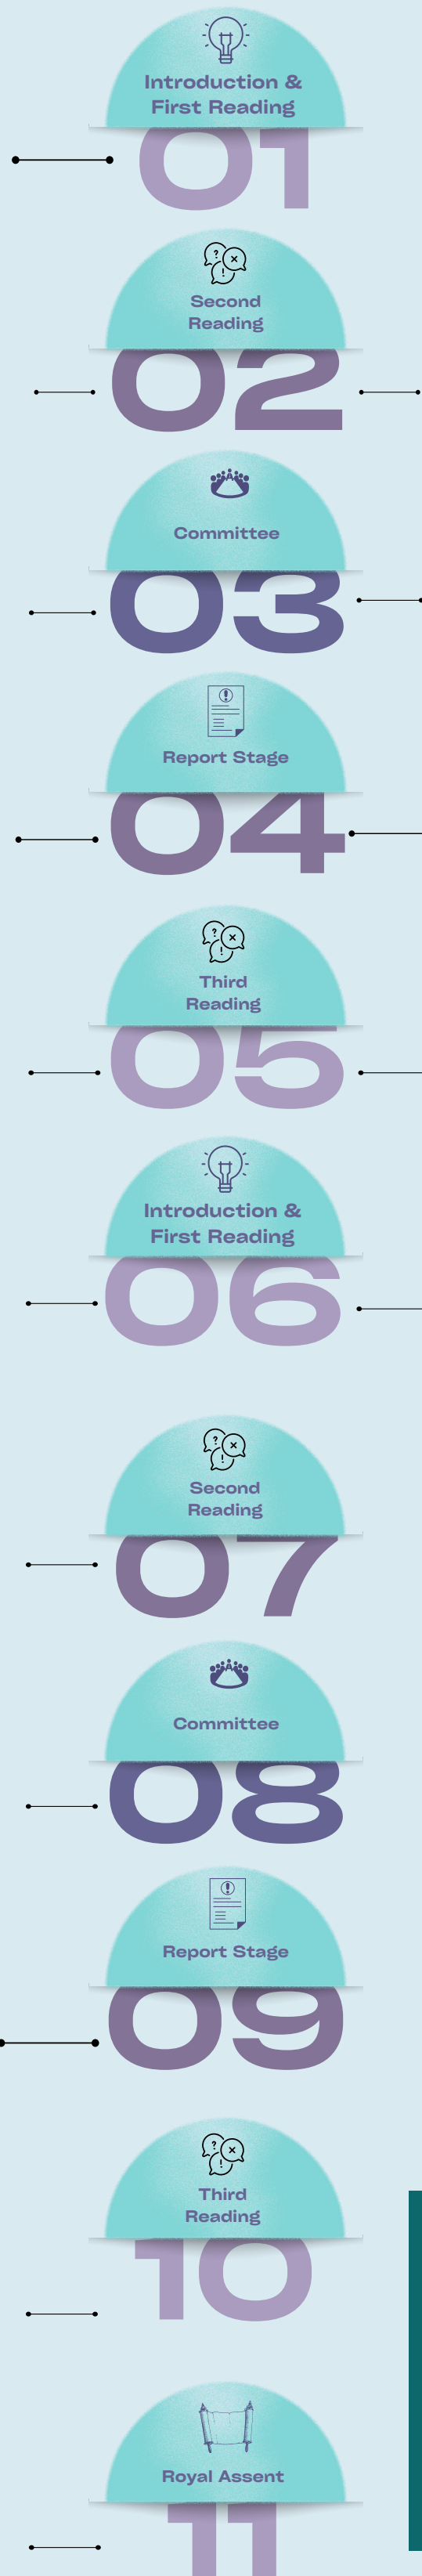 Introduction &
First Reading
01
Second
Reading
02
Committee
03
Report Stage
04
Third
Reading
05
Introduction &
First Reading
06
Second
Reading
07
Committee
08
Report Stage
09
Third
Reading
10
Royal Assent
11